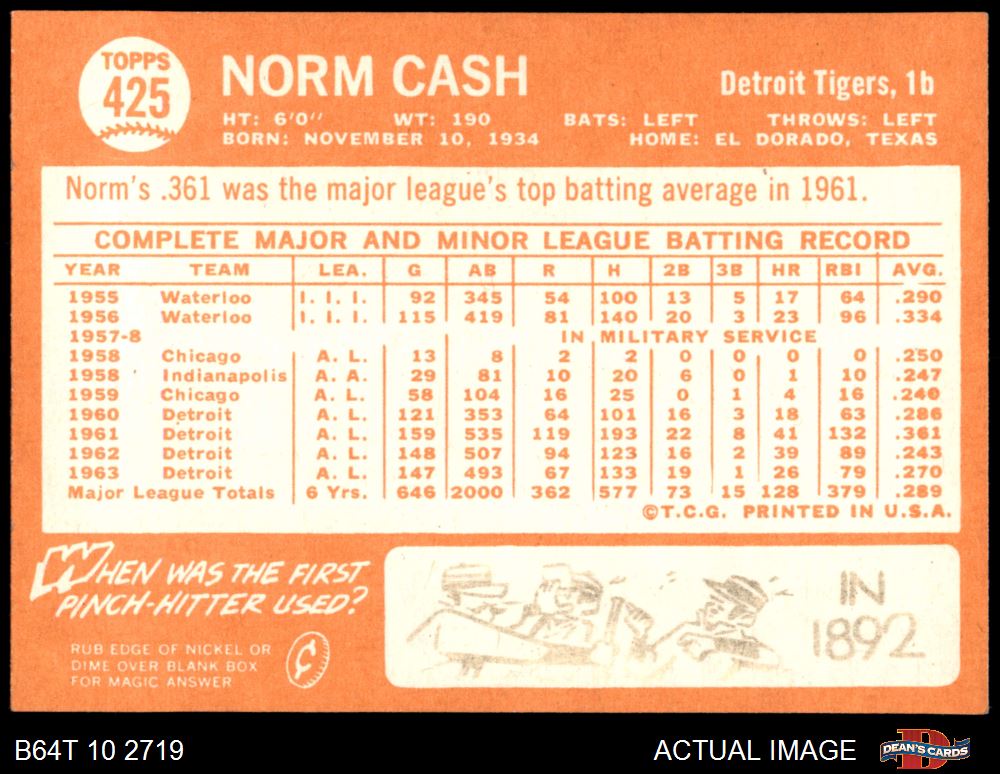 TOPPS
425
NORM CASH
Detroit Tigers, 1b
HT: 6'0" WT: 190 BATS: LEFT THROWS: LEFT
BORN: NOVEMBER 10, 1934 HOME: EL DORADO, TEXAS
Norm's .361 was the major league's top batting average in 1961.
COMPLETE MAJOR AND MINOR LEAGUE BATTING RECORD
YEAR TEAM LEA. G AB R H 2B 3B HR RBI AVG.
1955 Waterloo I. I. I. 92 345 54 100 13 5 17 64 .290
1956 Waterloo I. I. I. 115 419 81 140 20 3 23 96 .334
1957-8 IN MILITARY SERVICE
1958 Chicago A. L. 13 8 2 2 0 0 0 0 .250
1958 Indianapolis A. A. 29 81 10 20 6 0 1 10 .247
1959 Chicago A. L. 58 104 16 25 0 1 4 16 .240
1960 Detroit A. L. 121 353 64 101 16 3 18 63 .286
1961 Detroit A. L. 159 535 119 193 22 8 41 132 .361
1962 Detroit A. L. 148 507 94 123 16 2 39 89 .243
1963 Detroit A. L. 147 493 67 133 19 1 26 79 .270
Major League Totals 6 Yrs. 646 2000 362 577 73 15 128 379 .289
©T.C.G. PRINTED IN U.S.A.
WHEN WAS THE FIRST
PINCH-HITTER USED?
RUB EDGE OF NICKEL OR
DIME OVER BLANK BOX
FOR MAGIC ANSWER
¢
IN
1892
B64T 10 2719
ACTUAL IMAGE
DEAN'S CARDS